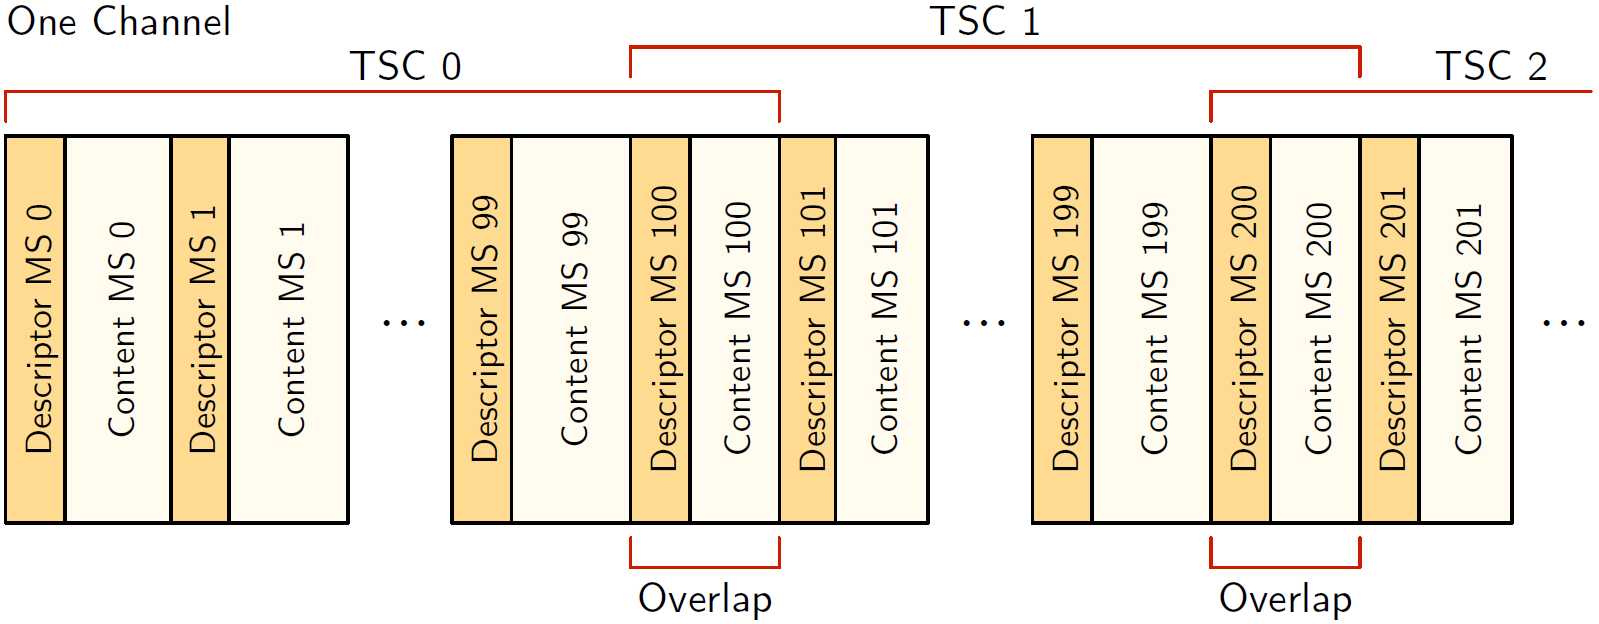 One Channel
TSC 0
TSC 1
TSC 2
Descriptor MS 0
Content MS 0
Descriptor MS 1
Content MS 1
...
Descriptor MS 99
Content MS 99
Descriptor MS 100
Content MS 100
Descriptor MS 101
Content MS 101
...
Descriptor MS 199
Content MS 199
Descriptor MS 200
Content MS 200
Descriptor MS 201
Content MS 201
...
Overlap
Overlap